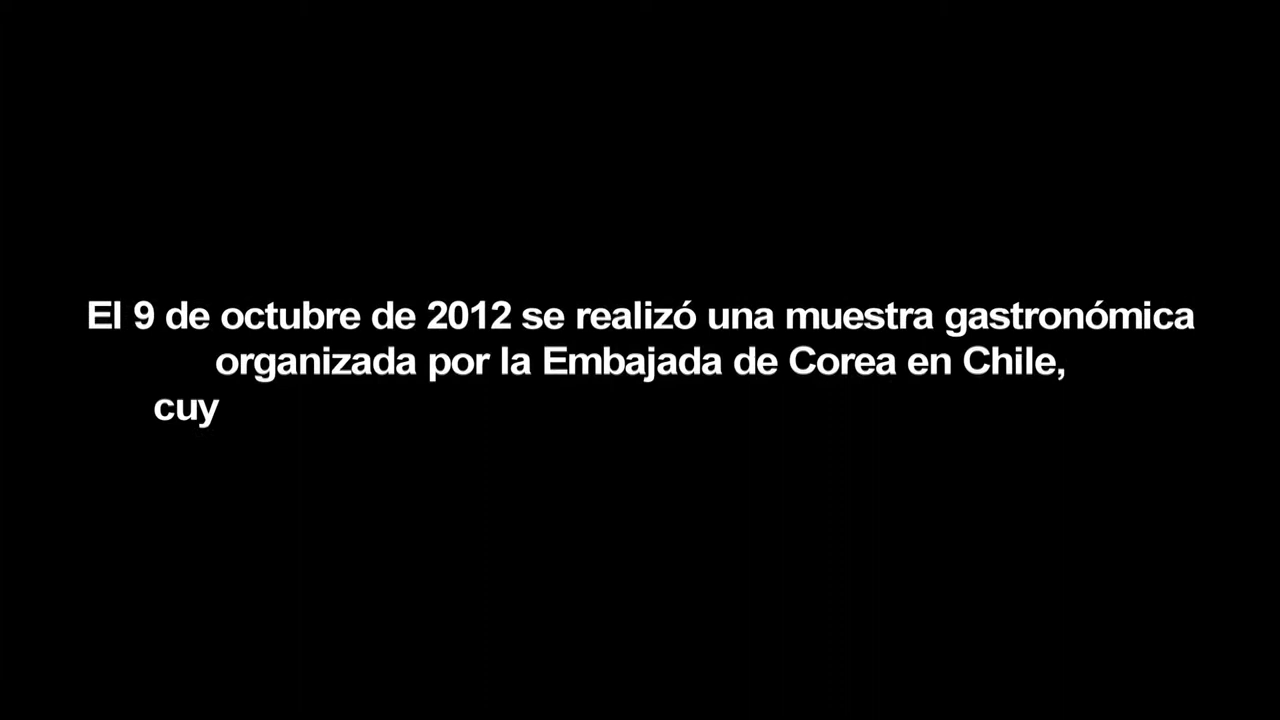 El 9 de octubre de 2012 se realizó una muestra gastronómica
organizada por la Embajada de Corea en Chile,
cuy